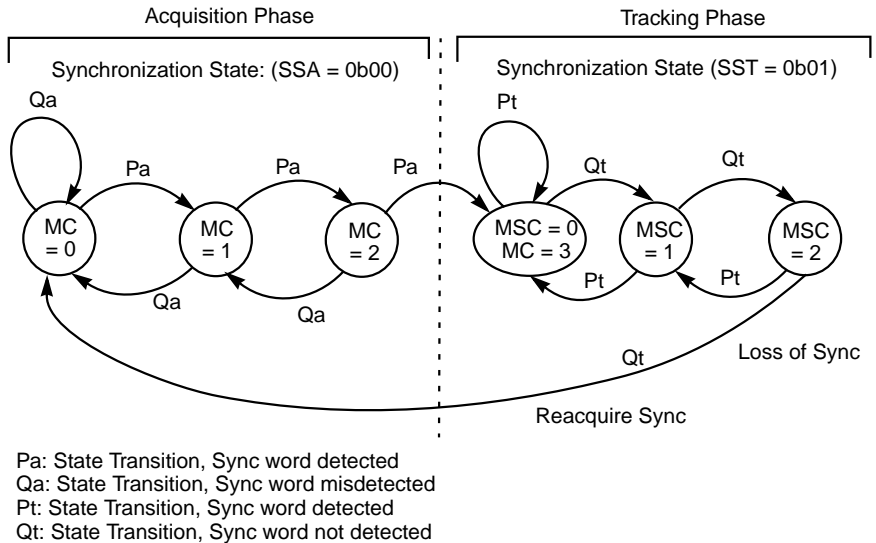 Acquisition Phase
Tracking Phase
Synchronization State: (SSA = 0b00)
Synchronization State (SST = 0b01)
Qa
Pt
Pa
Pa
Pa
Qt
Qt
MC
= 0
MC
= 1
MC
= 2
MSC = 0
MC = 3
MSC
= 1
MSC
= 2
Qa
Qa
Pt
Pt
Qt
Loss of Sync
Reacquire Sync
Pa: State Transition, Sync word detected
Qa: State Transition, Sync word misdetected
Pt: State Transition, Sync word detected
Qt: State Transition, Sync word not detected